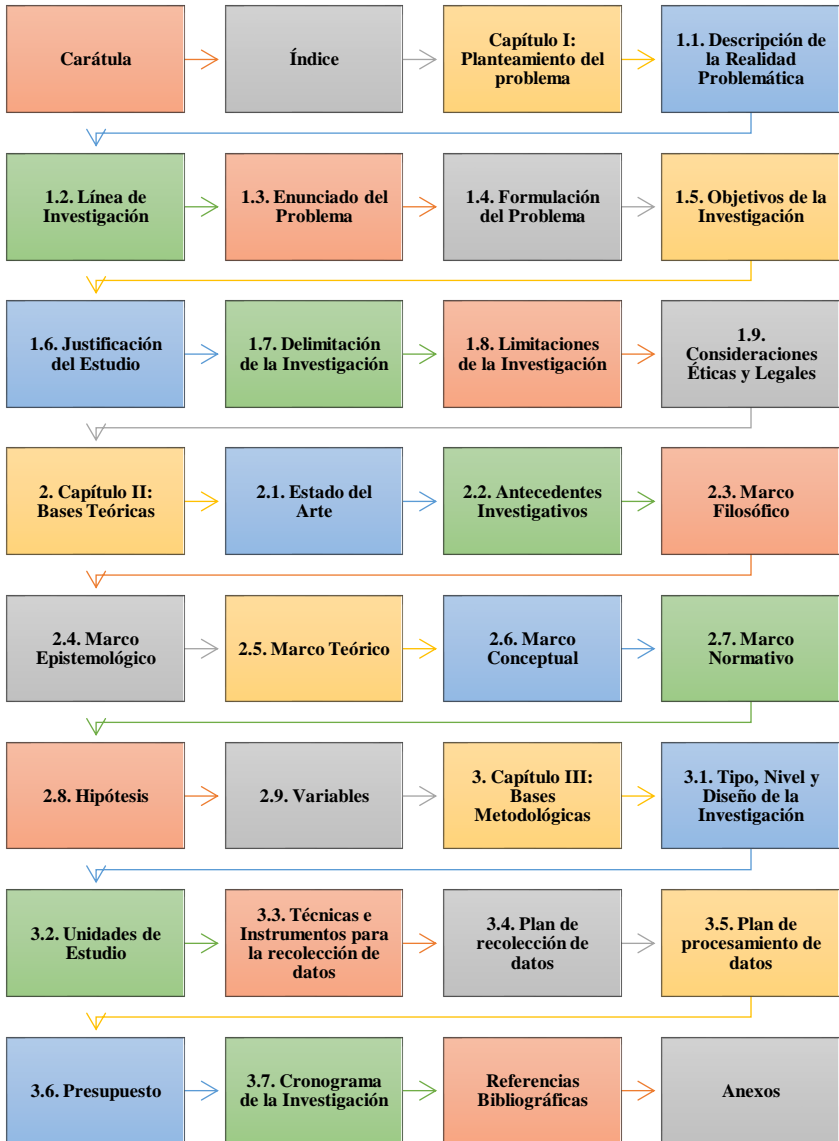 Carátula
Índice
Capítulo I:
Planteamiento del
problema
1.1. Descripción de
la Realidad
Problemática
1.2. Línea de
Investigación
1.3. Enunciado del
Problema
1.4. Formulación
del Problema
1.5. Objetivos de la
Investigación
1.6. Justificación
del Estudio
1.7. Delimitación
de la Investigación
1.8. Limitaciones
de la Investigación
1.9.
Consideraciones
Éticas y Legales
2. Capítulo II:
Bases Teóricas
2.1. Estado del
Arte
2.2. Antecedentes
Investigativos
2.3. Marco
Filosófico
2.4. Marco
Epistemológico
2.5. Marco Teórico
2.6. Marco
Conceptual
2.7. Marco
Normativo
2.8. Hipótesis
2.9. Variables
3. Capítulo III:
Bases
Metodológicas
3.1. Tipo, Nivel y
Diseño de la
Investigación
3.2. Unidades de
Estudio
3.3. Técnicas e
Instrumentos para
la recolección de
datos
3.4. Plan de
recolección de
datos
3.5. Plan de
procesamiento de
datos
3.6. Presupuesto
3.7. Cronograma
de la Investigación
Referencias
Bibliográficas
Anexos